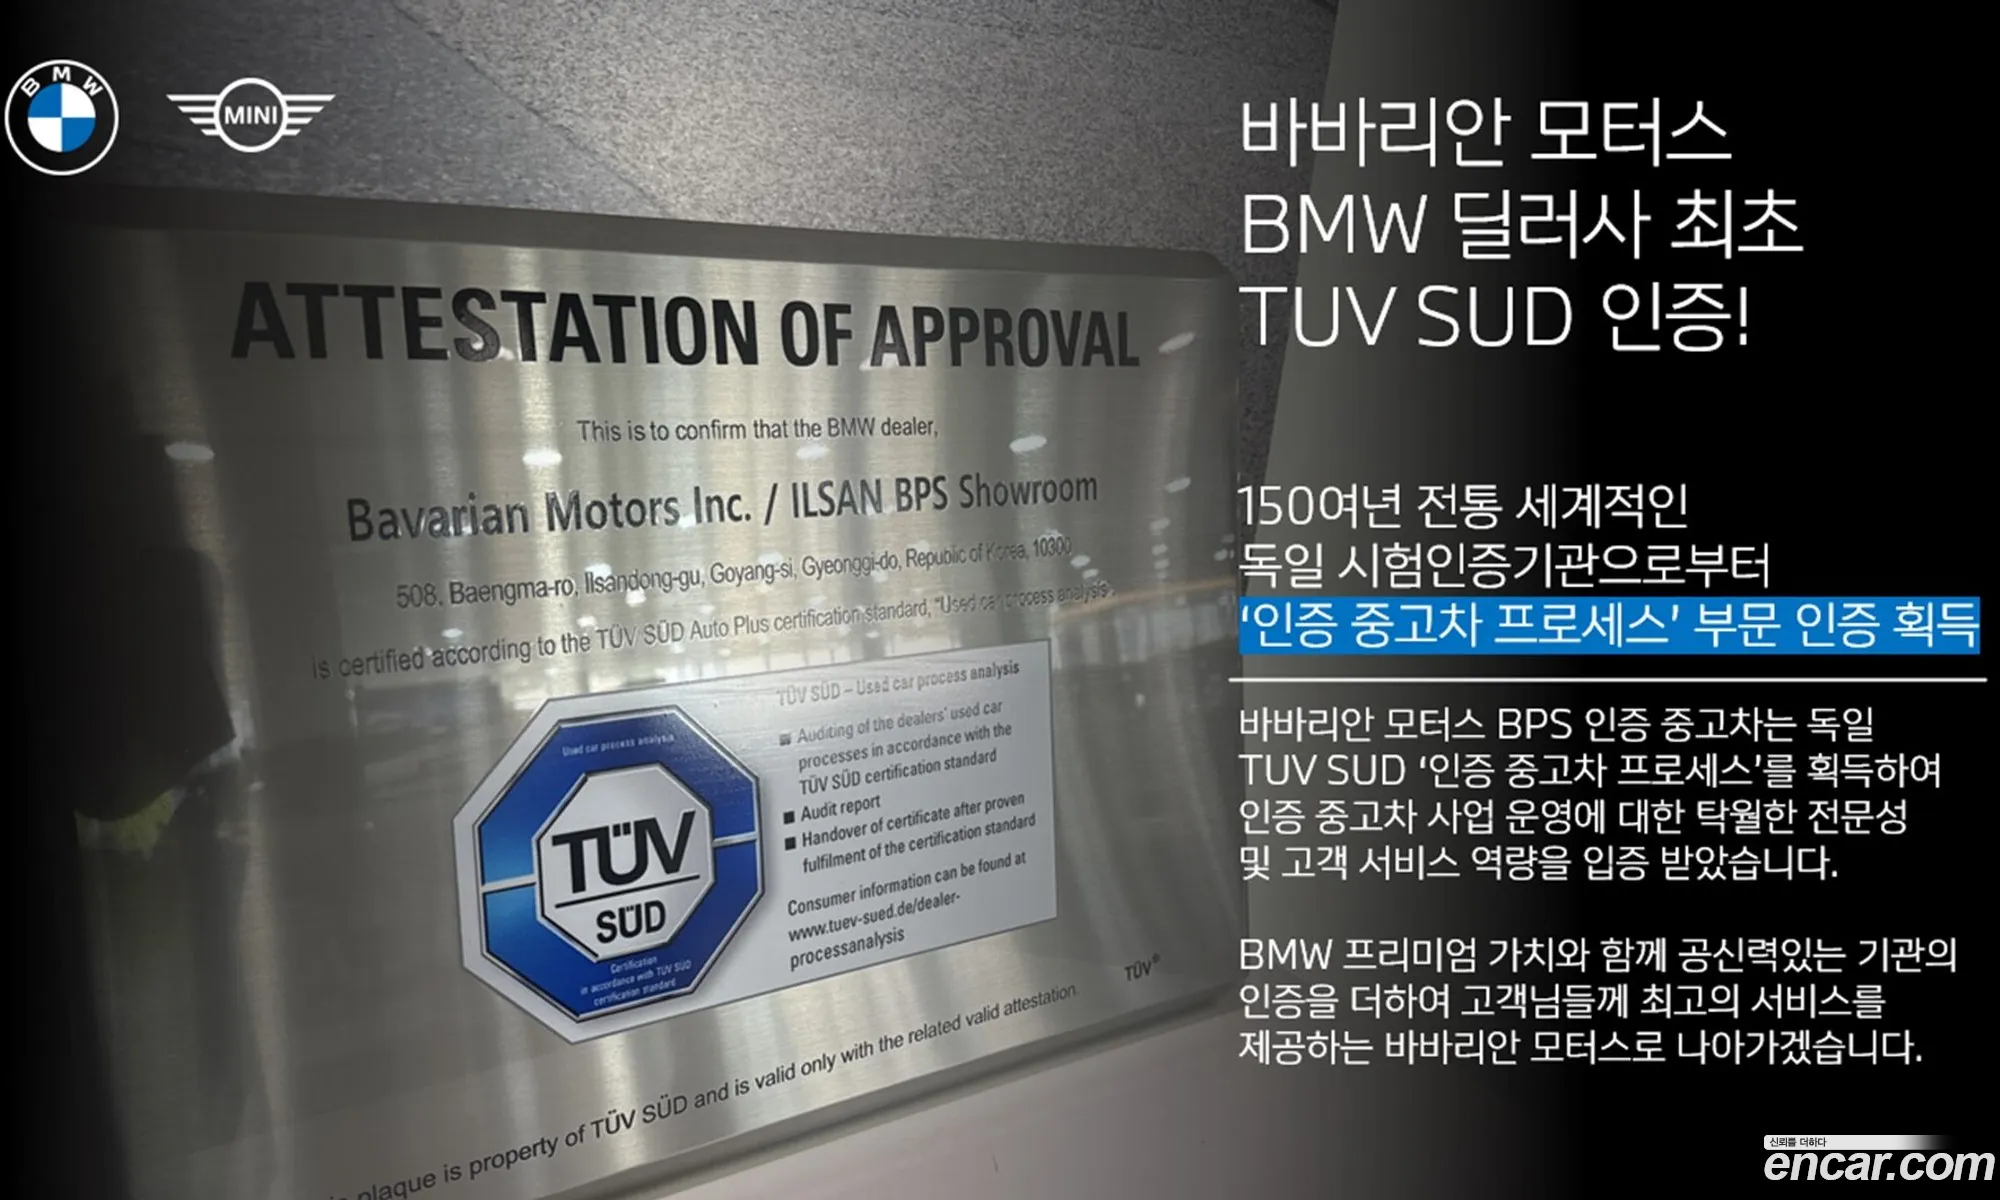 BMW
MINI
ATTESTATION OF APPROVAL
This is to confirm that the BMW dealer,
Bavarian Motors Inc. / ILSAN BPS Showroom
508, Baengma-ro, Ilsandong-gu, Goyang-si, Gyeonggi-do, Republic of Korea, 10300
is certified according to the TÜV SÜD Auto Plus certification standard, "Used car process analysis".
Used car process analysis
TÜV
SÜD
Certification
in accordance with TÜV SÜD
certification standard
TÜV SÜD – Used car process analysis
■ Auditing of the dealers' used car
processes in accordance with the
TÜV SÜD certification standard
■ Audit report
■ Handover of certificate after proven
fulfilment of the certification standard
Consumer information can be found at
www.tuev-sued.de/dealer-
processanalysis
TÜV®
plaque is property of TÜV SÜD and is valid only with the related valid attestation.
바바리안 모터스
BMW 딜러사 최초
TUV SUD 인증!
150여년 전통 세계적인
독일 시험인증기관으로부터
‘인증 중고차 프로세스’ 부문 인증 획득
바바리안 모터스 BPS 인증 중고차는 독일
TUV SUD ‘인증 중고차 프로세스’를 획득하여
인증 중고차 사업 운영에 대한 탁월한 전문성
및 고객 서비스 역량을 입증 받았습니다.
BMW 프리미엄 가치와 함께 공신력있는 기관의
인증을 더하여 고객님들께 최고의 서비스를
제공하는 바바리안 모터스로 나아가겠습니다.
신뢰를 더하다
encar.com